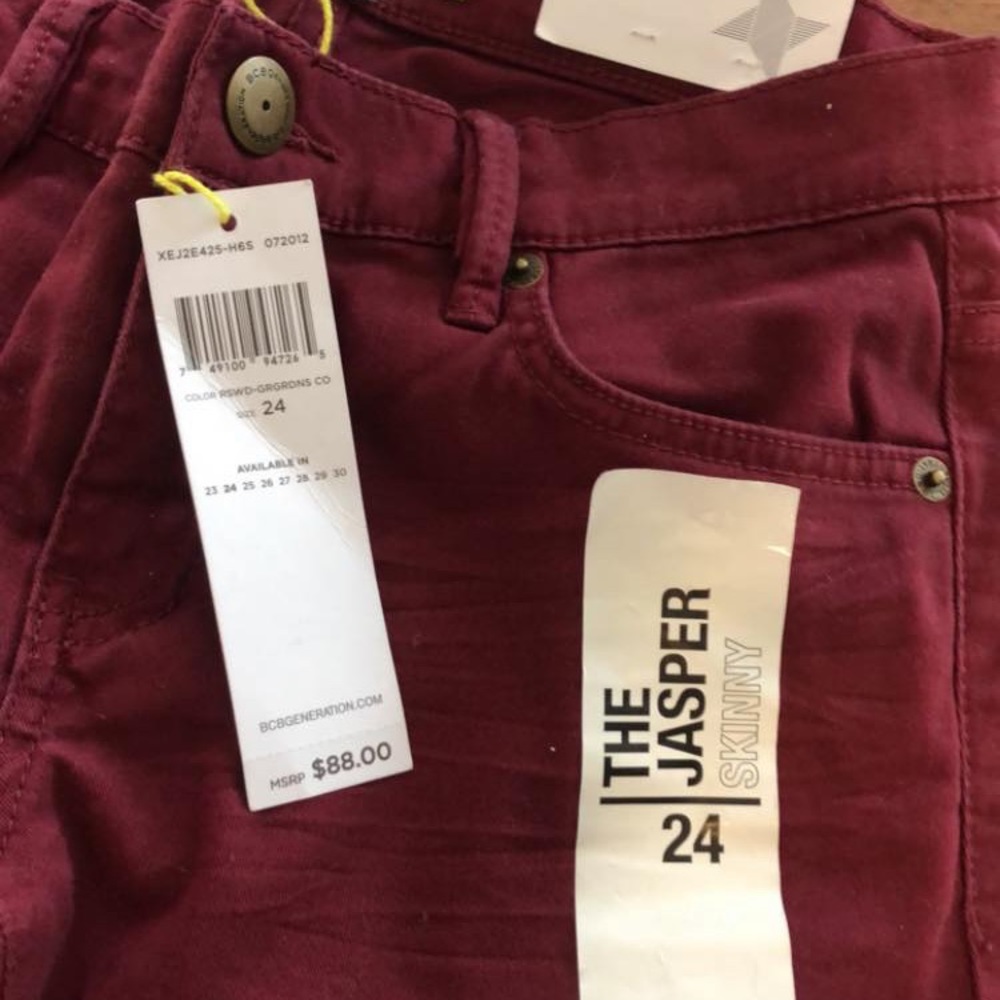 XEJ2E425-H6S 072012
7 49100 94726 5
COLOR RSWD-GRGRDNS CO
SIZE 24
AVAILABLE IN
23 24 25 26 27 28 29 30
BCBGENERATION.COM
MSRP $88.00
THE
JASPER
SKINNY
24